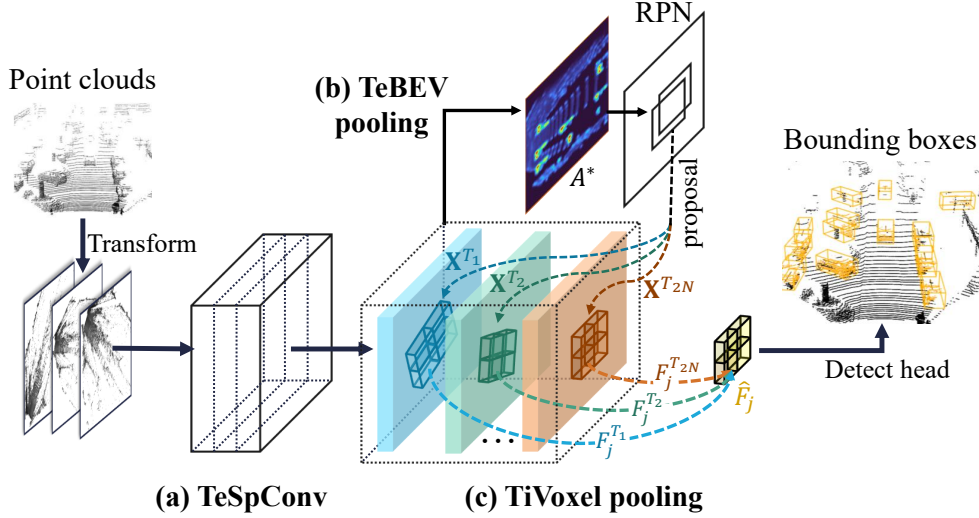 RPN
Point clouds
(b) TeBEV
pooling
Bounding boxes
A*
proposal
Transform
X^{T_1}
X^{T_2}
X^{T_{2N}}
F_j^{T_{2N}}
F_j^{T_2}
F_j^{T_1}
F̂_j
Detect head
...
(a) TeSpConv
(c) TiVoxel pooling